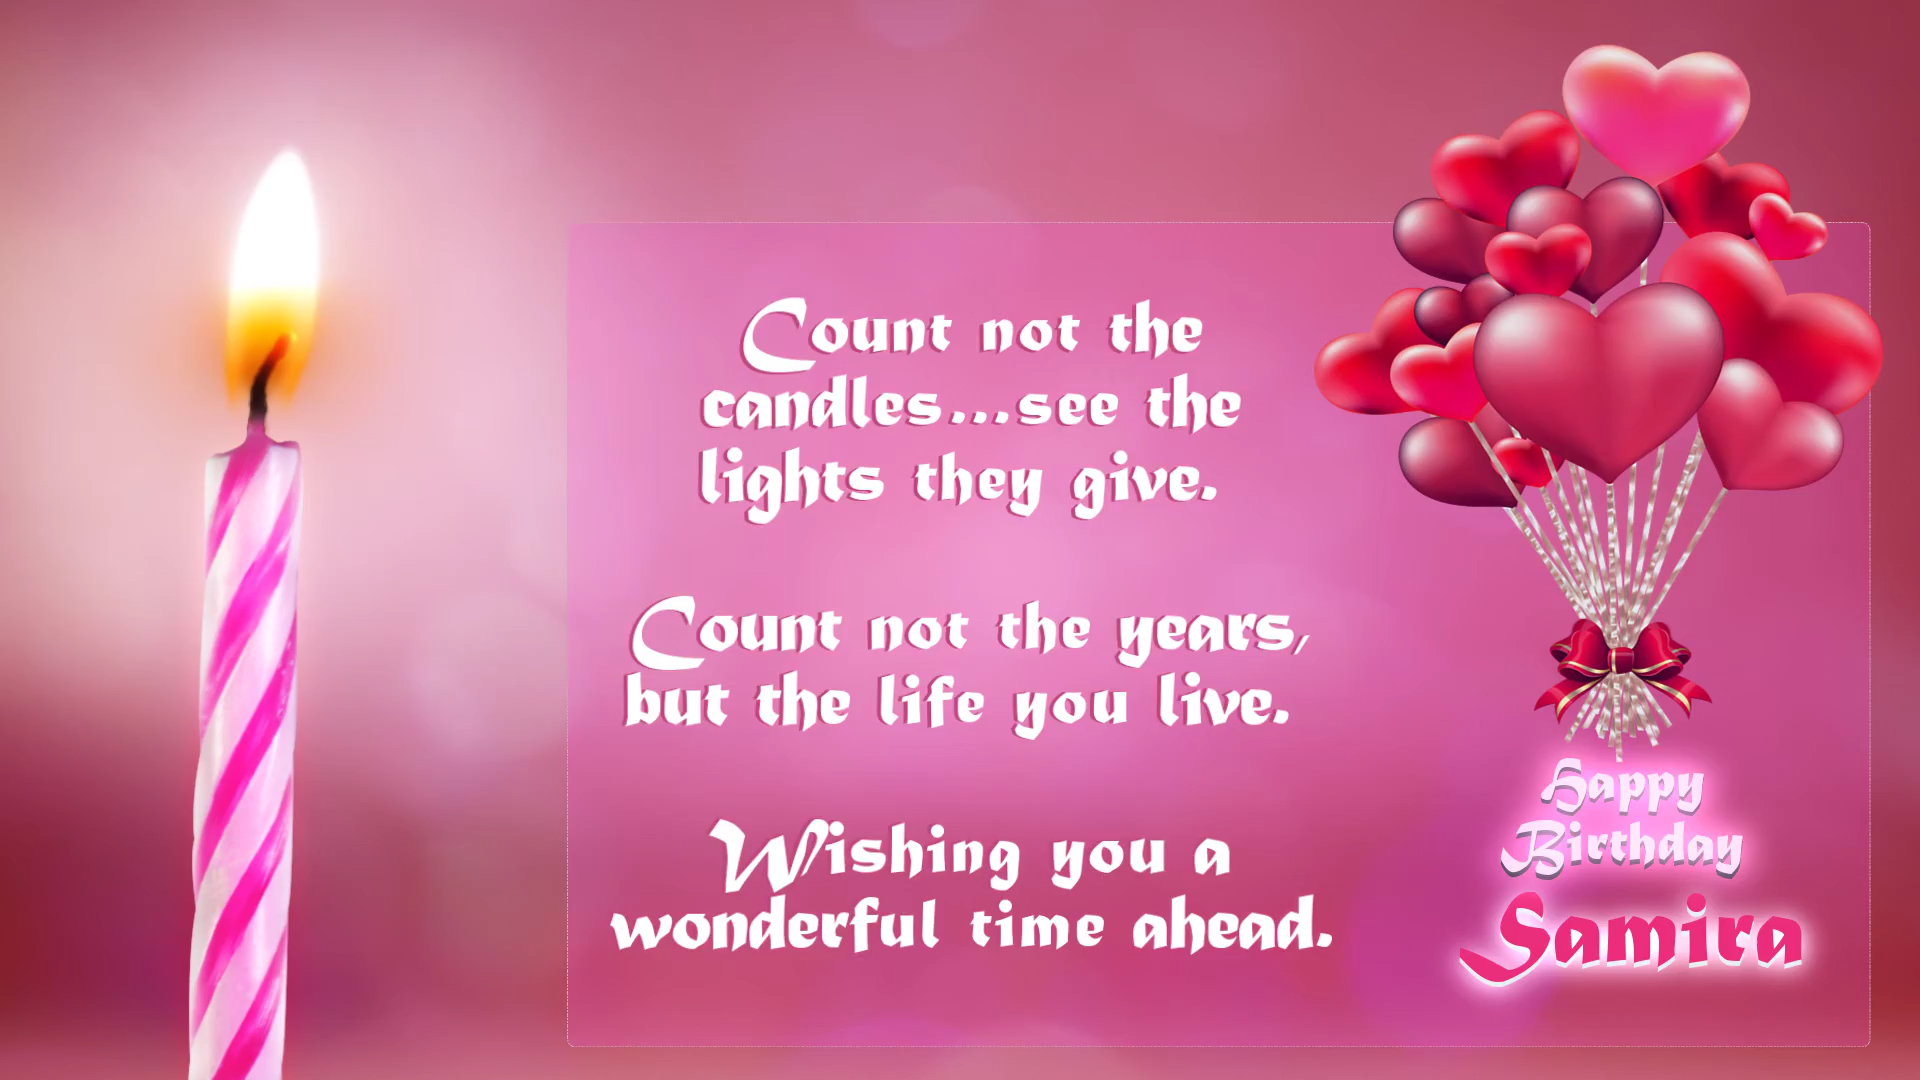 Count not the
candles...see the
lights they give.
Count not the years,
but the life you live.
Wishing you a
wonderful time ahead.
Happy
Birthday
Samira